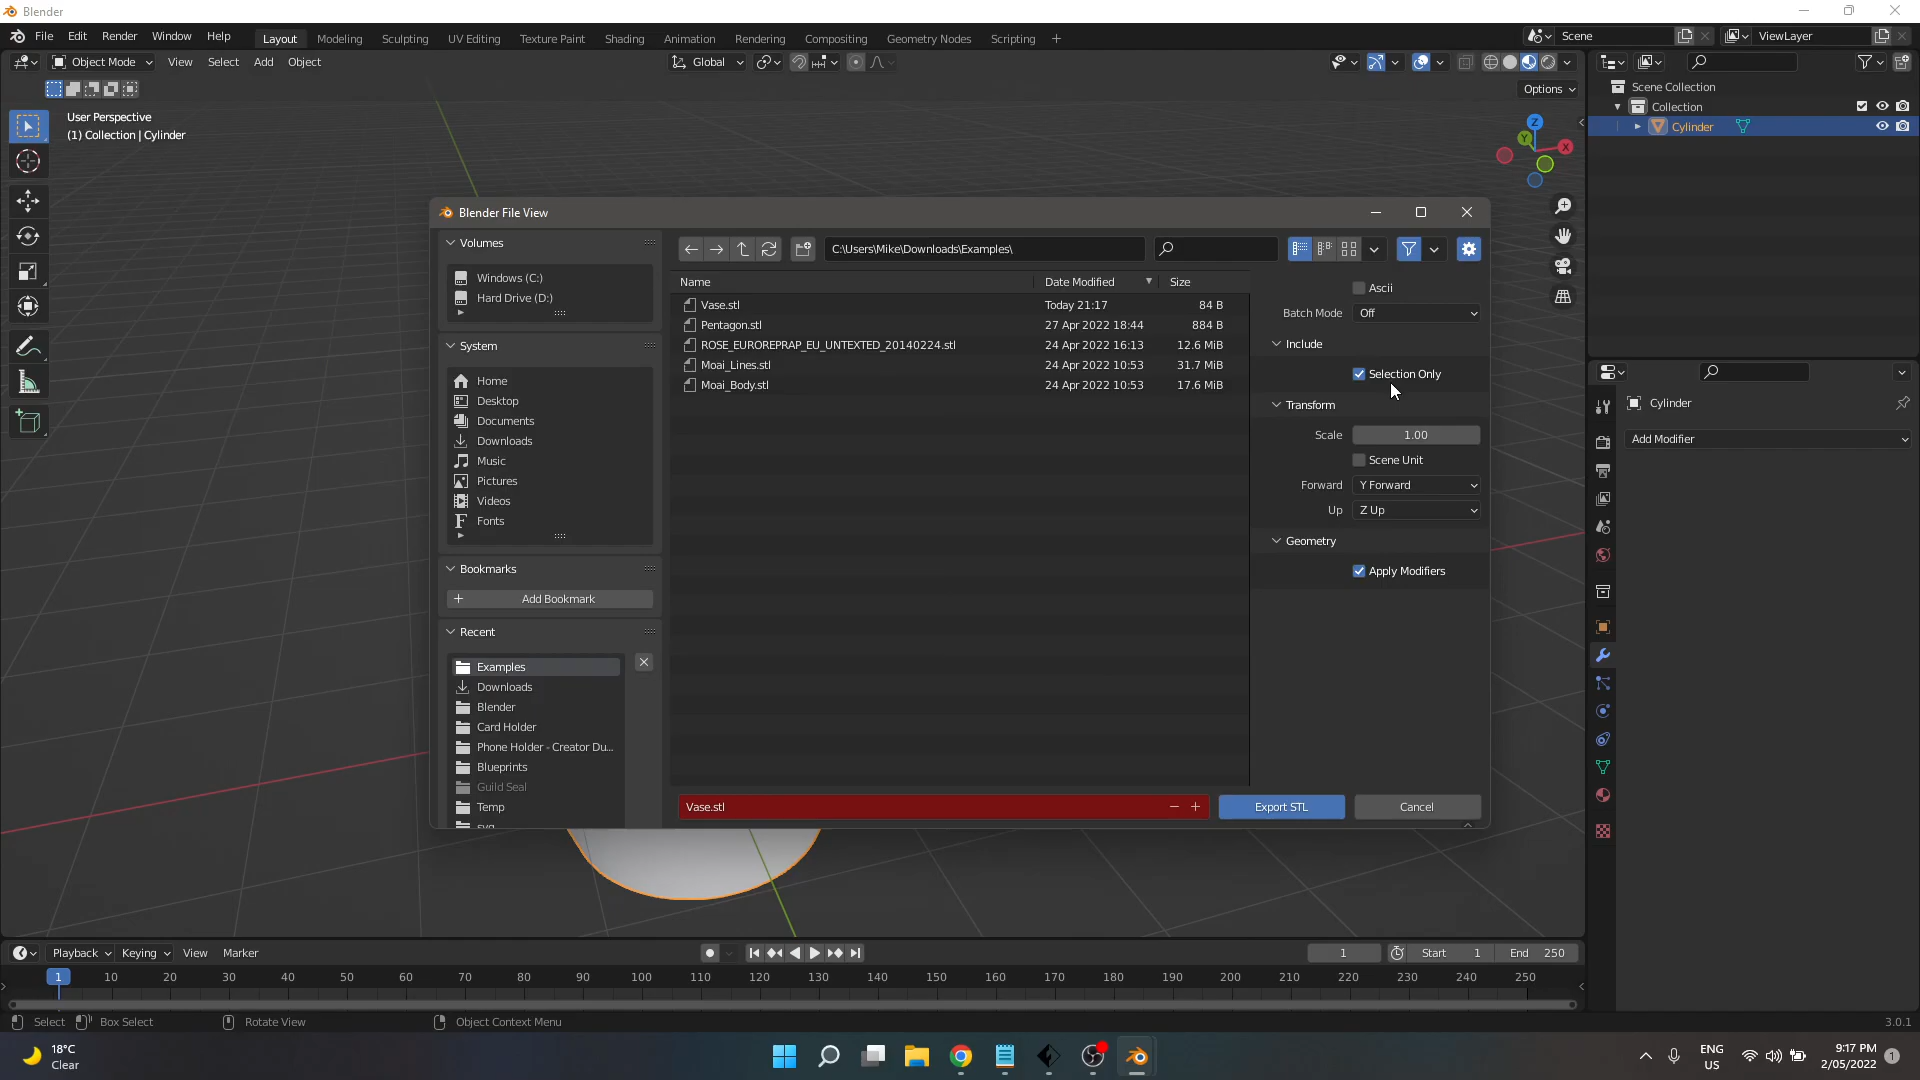 Blender
File Edit Render Window Help Layout Modeling Sculpting UV Editing Texture Paint Shading Animation Rendering Compositing Geometry Nodes Scripting + Scene ViewLayer
Object Mode View Select Add Object Global
Options
User Perspective
(1) Collection | Cylinder
Z
Y
X
Scene Collection
Collection
Cylinder
Blender File View
Volumes
Windows (C:)
Hard Drive (D:)
System
Home
Desktop
Documents
Downloads
Music
Pictures
Videos
Fonts
Bookmarks
+ Add Bookmark
Recent
Examples
Downloads
Blender
Card Holder
Phone Holder - Creator Du...
Blueprints
Guild Seal
Temp
svg
C:\Users\Mike\Downloads\Examples\
Name Date Modified Size
Vase.stl Today 21:17 84 B
Pentagon.stl 27 Apr 2022 18:44 884 B
ROSE_EUROREPRAP_EU_UNTEXTED_20140224.stl 24 Apr 2022 16:13 12.6 MiB
Moai_Lines.stl 24 Apr 2022 10:53 31.7 MiB
Moai_Body.stl 24 Apr 2022 10:53 17.6 MiB
Ascii
Batch Mode Off
Include
Selection Only
Transform
Scale 1.00
Scene Unit
Forward Y Forward
Up Z Up
Geometry
Apply Modifiers
Vase.stl - + Export STL Cancel
Cylinder
Add Modifier
Playback Keying View Marker 1 Start 1 End 250
1 10 20 30 40 50 60 70 80 90 100 110 120 130 140 150 160 170 180 190 200 210 220 230 240 250
Select Box Select Rotate View Object Context Menu 3.0.1
18°C
Clear
ENG
US
9:17 PM
2/05/2022
1